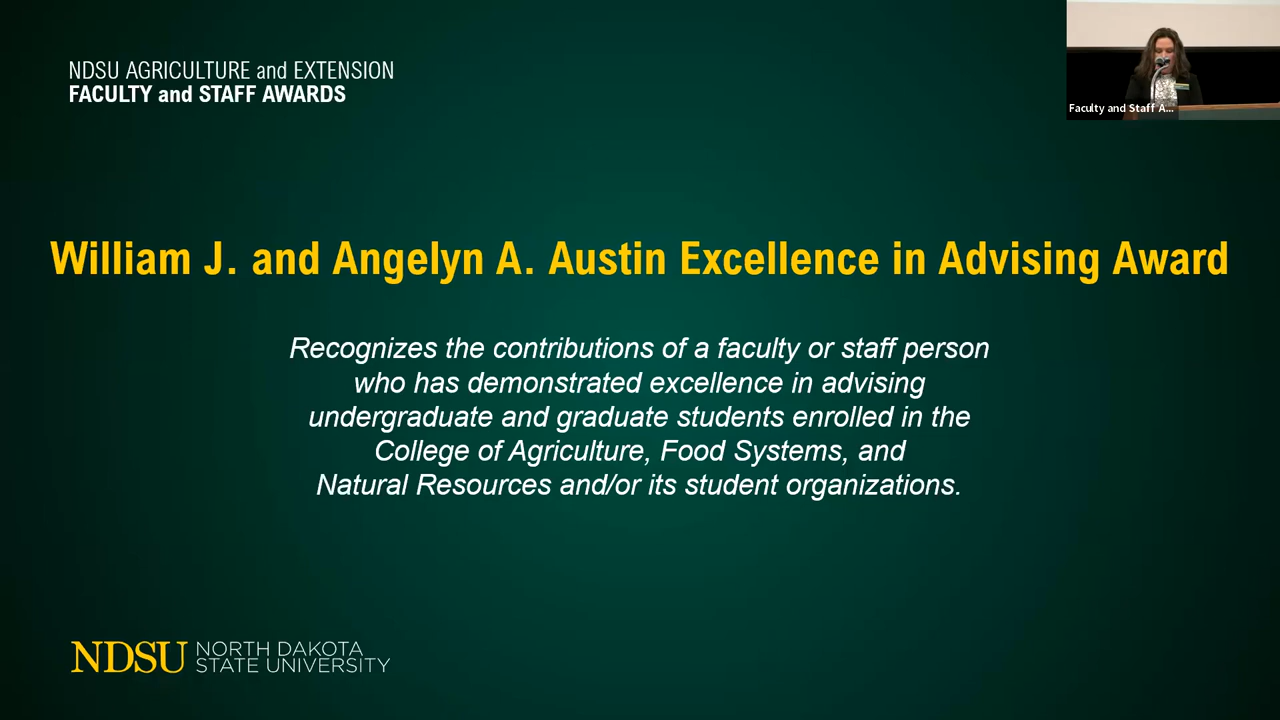 NDSU AGRICULTURE and EXTENSION
FACULTY and STAFF AWARDS
Faculty and Staff A...
William J. and Angelyn A. Austin Excellence in Advising Award
Recognizes the contributions of a faculty or staff person
who has demonstrated excellence in advising
undergraduate and graduate students enrolled in the
College of Agriculture, Food Systems, and
Natural Resources and/or its student organizations.
NDSU NORTH DAKOTA
STATE UNIVERSITY